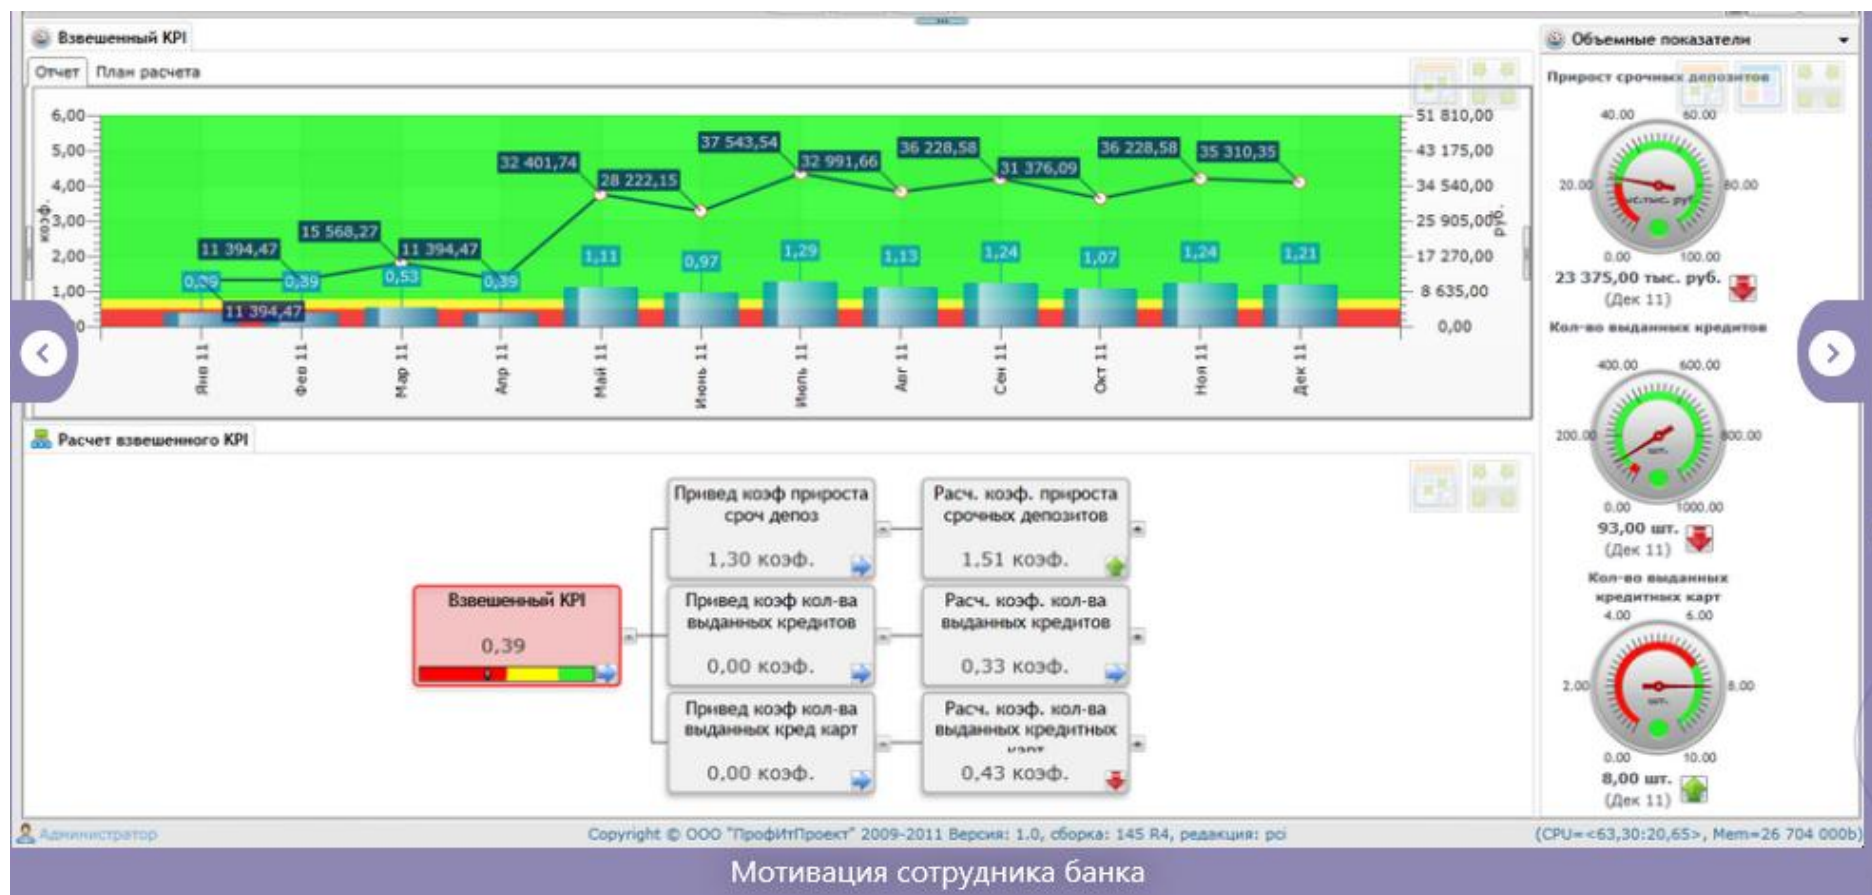 Взвешенный KPI
Отчет План расчета
6,00
5,00
4,00
3,00
2,00
1,00
коэф.
51 810,00
43 175,00
34 540,00
25 905,00
17 270,00
8 635,00
0,00
руб.
11 394,47
11 394,47
15 568,27
11 394,47
32 401,74
28 222,15
37 543,54
32 991,66
36 228,58
31 376,09
36 228,58
35 310,35
0,39
0,39
0,53
0,39
1,11
0,97
1,29
1,13
1,24
1,07
1,24
1,21
Янв 11
Фев 11
Мар 11
Апр 11
Май 11
Июнь 11
Июль 11
Авг 11
Сен 11
Окт 11
Ноя 11
Дек 11
Расчет взвешенного KPI
Взвешенный KPI
0,39
Привед коэф прироста
сроч депоз
1,30 коэф.
Расч. коэф. прироста
срочных депозитов
1,51 коэф.
Привед коэф кол-ва
выданных кредитов
0,00 коэф.
Расч. коэф. кол-ва
выданных кредитов
0,33 коэф.
Привед коэф кол-ва
выданных кред карт
0,00 коэф.
Расч. коэф. кол-ва
выданных кредитных
карт
0,43 коэф.
Объемные показатели
Прирост срочных депозитов
40.00 60.00
20.00 80.00
0.00 100.00
23 375,00 тыс. руб.
(Дек 11)
Кол-во выданных кредитов
400.00 600.00
200.00 800.00
шт.
0.00 1000.00
93,00 шт.
(Дек 11)
Кол-во выданных
кредитных карт
4.00 6.00
2.00 8.00
шт.
0.00 10.00
8,00 шт.
(Дек 11)
Администратор
Copyright © ООО "ПрофИтПроект" 2009-2011 Версия: 1.0, сборка: 145 R4, редакция: pci
(CPU=<63,30:20,65>, Mem=26 704 000b)
Мотивация сотрудника банка